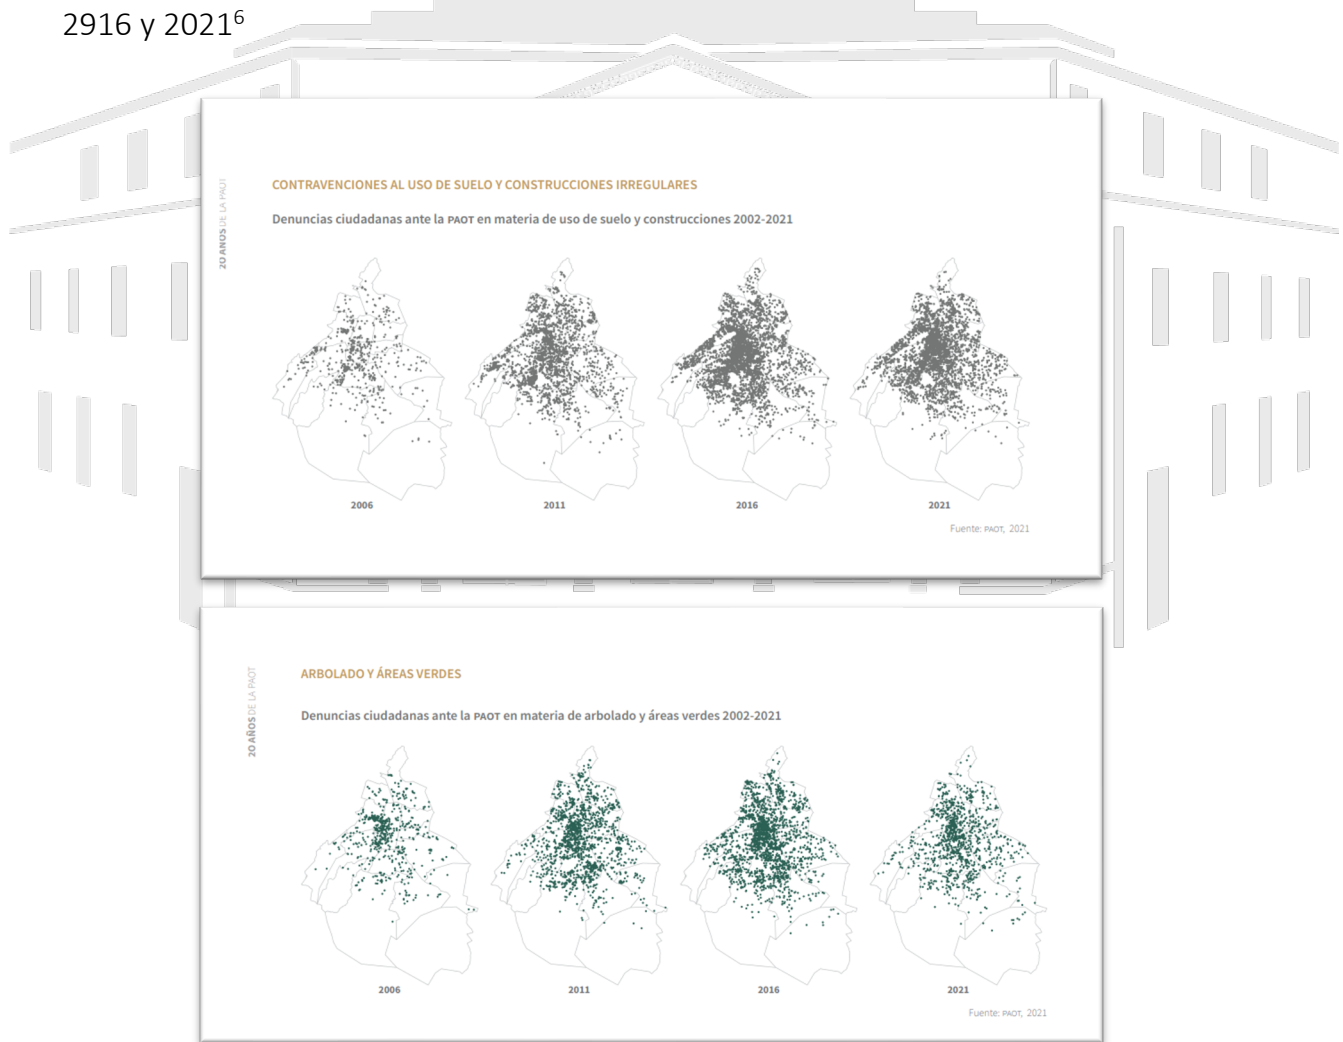 2916 y 2021⁶
20 AÑOS DE LA PAOT
CONTRAVENCIONES AL USO DE SUELO Y CONSTRUCCIONES IRREGULARES
Denuncias ciudadanas ante la PAOT en materia de uso de suelo y construcciones 2002-2021
2006
2011
2016
2021
Fuente: PAOT, 2021
20 AÑOS DE LA PAOT
ARBOLADO Y ÁREAS VERDES
Denuncias ciudadanas ante la PAOT en materia de arbolado y áreas verdes 2002-2021
2006
2011
2016
2021
Fuente: PAOT, 2021